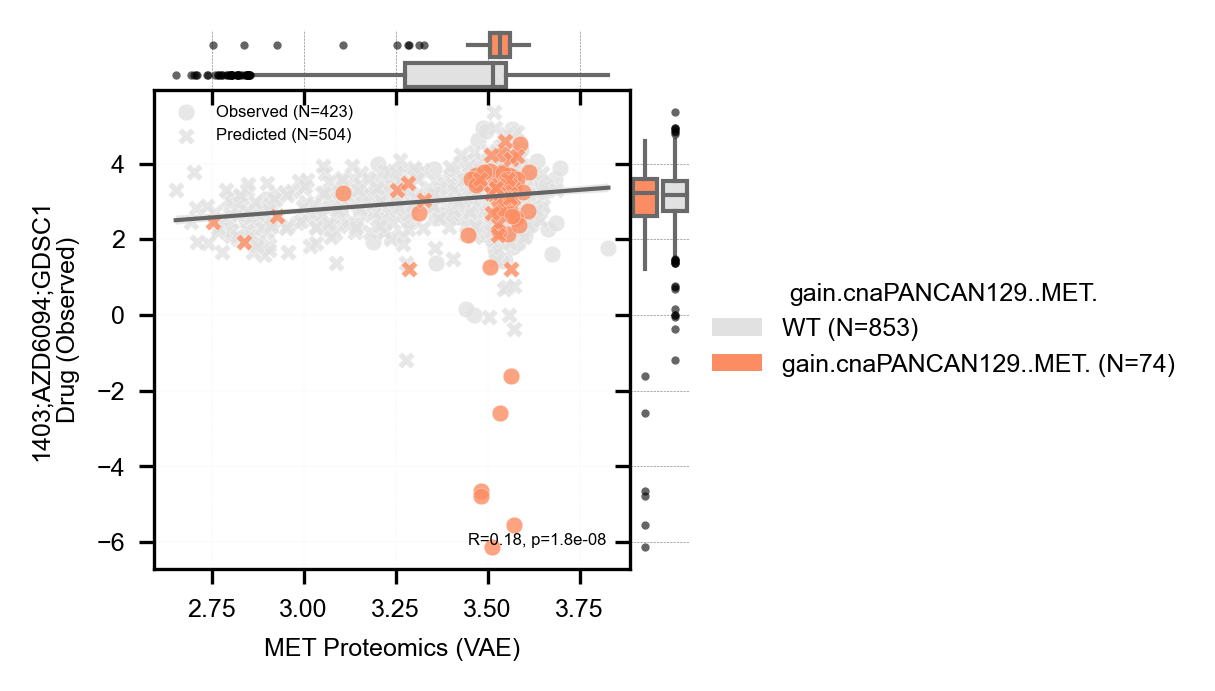 Observed (N=423)
Predicted (N=504)
4
2
0
−2
−4
−6
1403;AZD6094;GDSC1
Drug (Observed)
R=0.18, p=1.8e-08
2.75 3.00 3.25 3.50 3.75
MET Proteomics (VAE)
gain.cnaPANCAN129..MET.
WT (N=853)
gain.cnaPANCAN129..MET. (N=74)